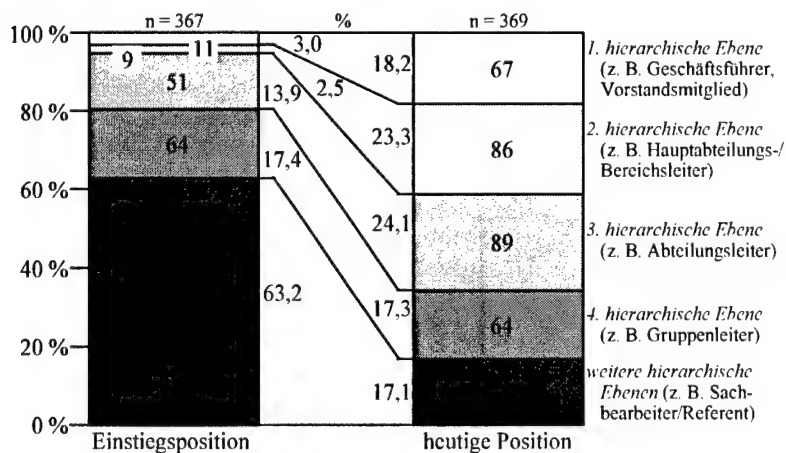 n = 367 % n = 369
100 %
80 %
60 %
40 %
20 %
0 %
11
9
51
64
3,0
2,5
13,9
17,4
63,2
18,2
23,3
24,1
17,3
17,1
67
86
89
64
1. hierarchische Ebene
(z. B. Geschäftsführer,
Vorstandsmitglied)
2. hierarchische Ebene
(z. B. Hauptabteilungs-/
Bereichsleiter)
3. hierarchische Ebene
(z. B. Abteilungsleiter)
4. hierarchische Ebene
(z. B. Gruppenleiter)
weitere hierarchische
Ebenen (z. B. Sach-
bearbeiter/Referent)
Einstiegsposition
heutige Position